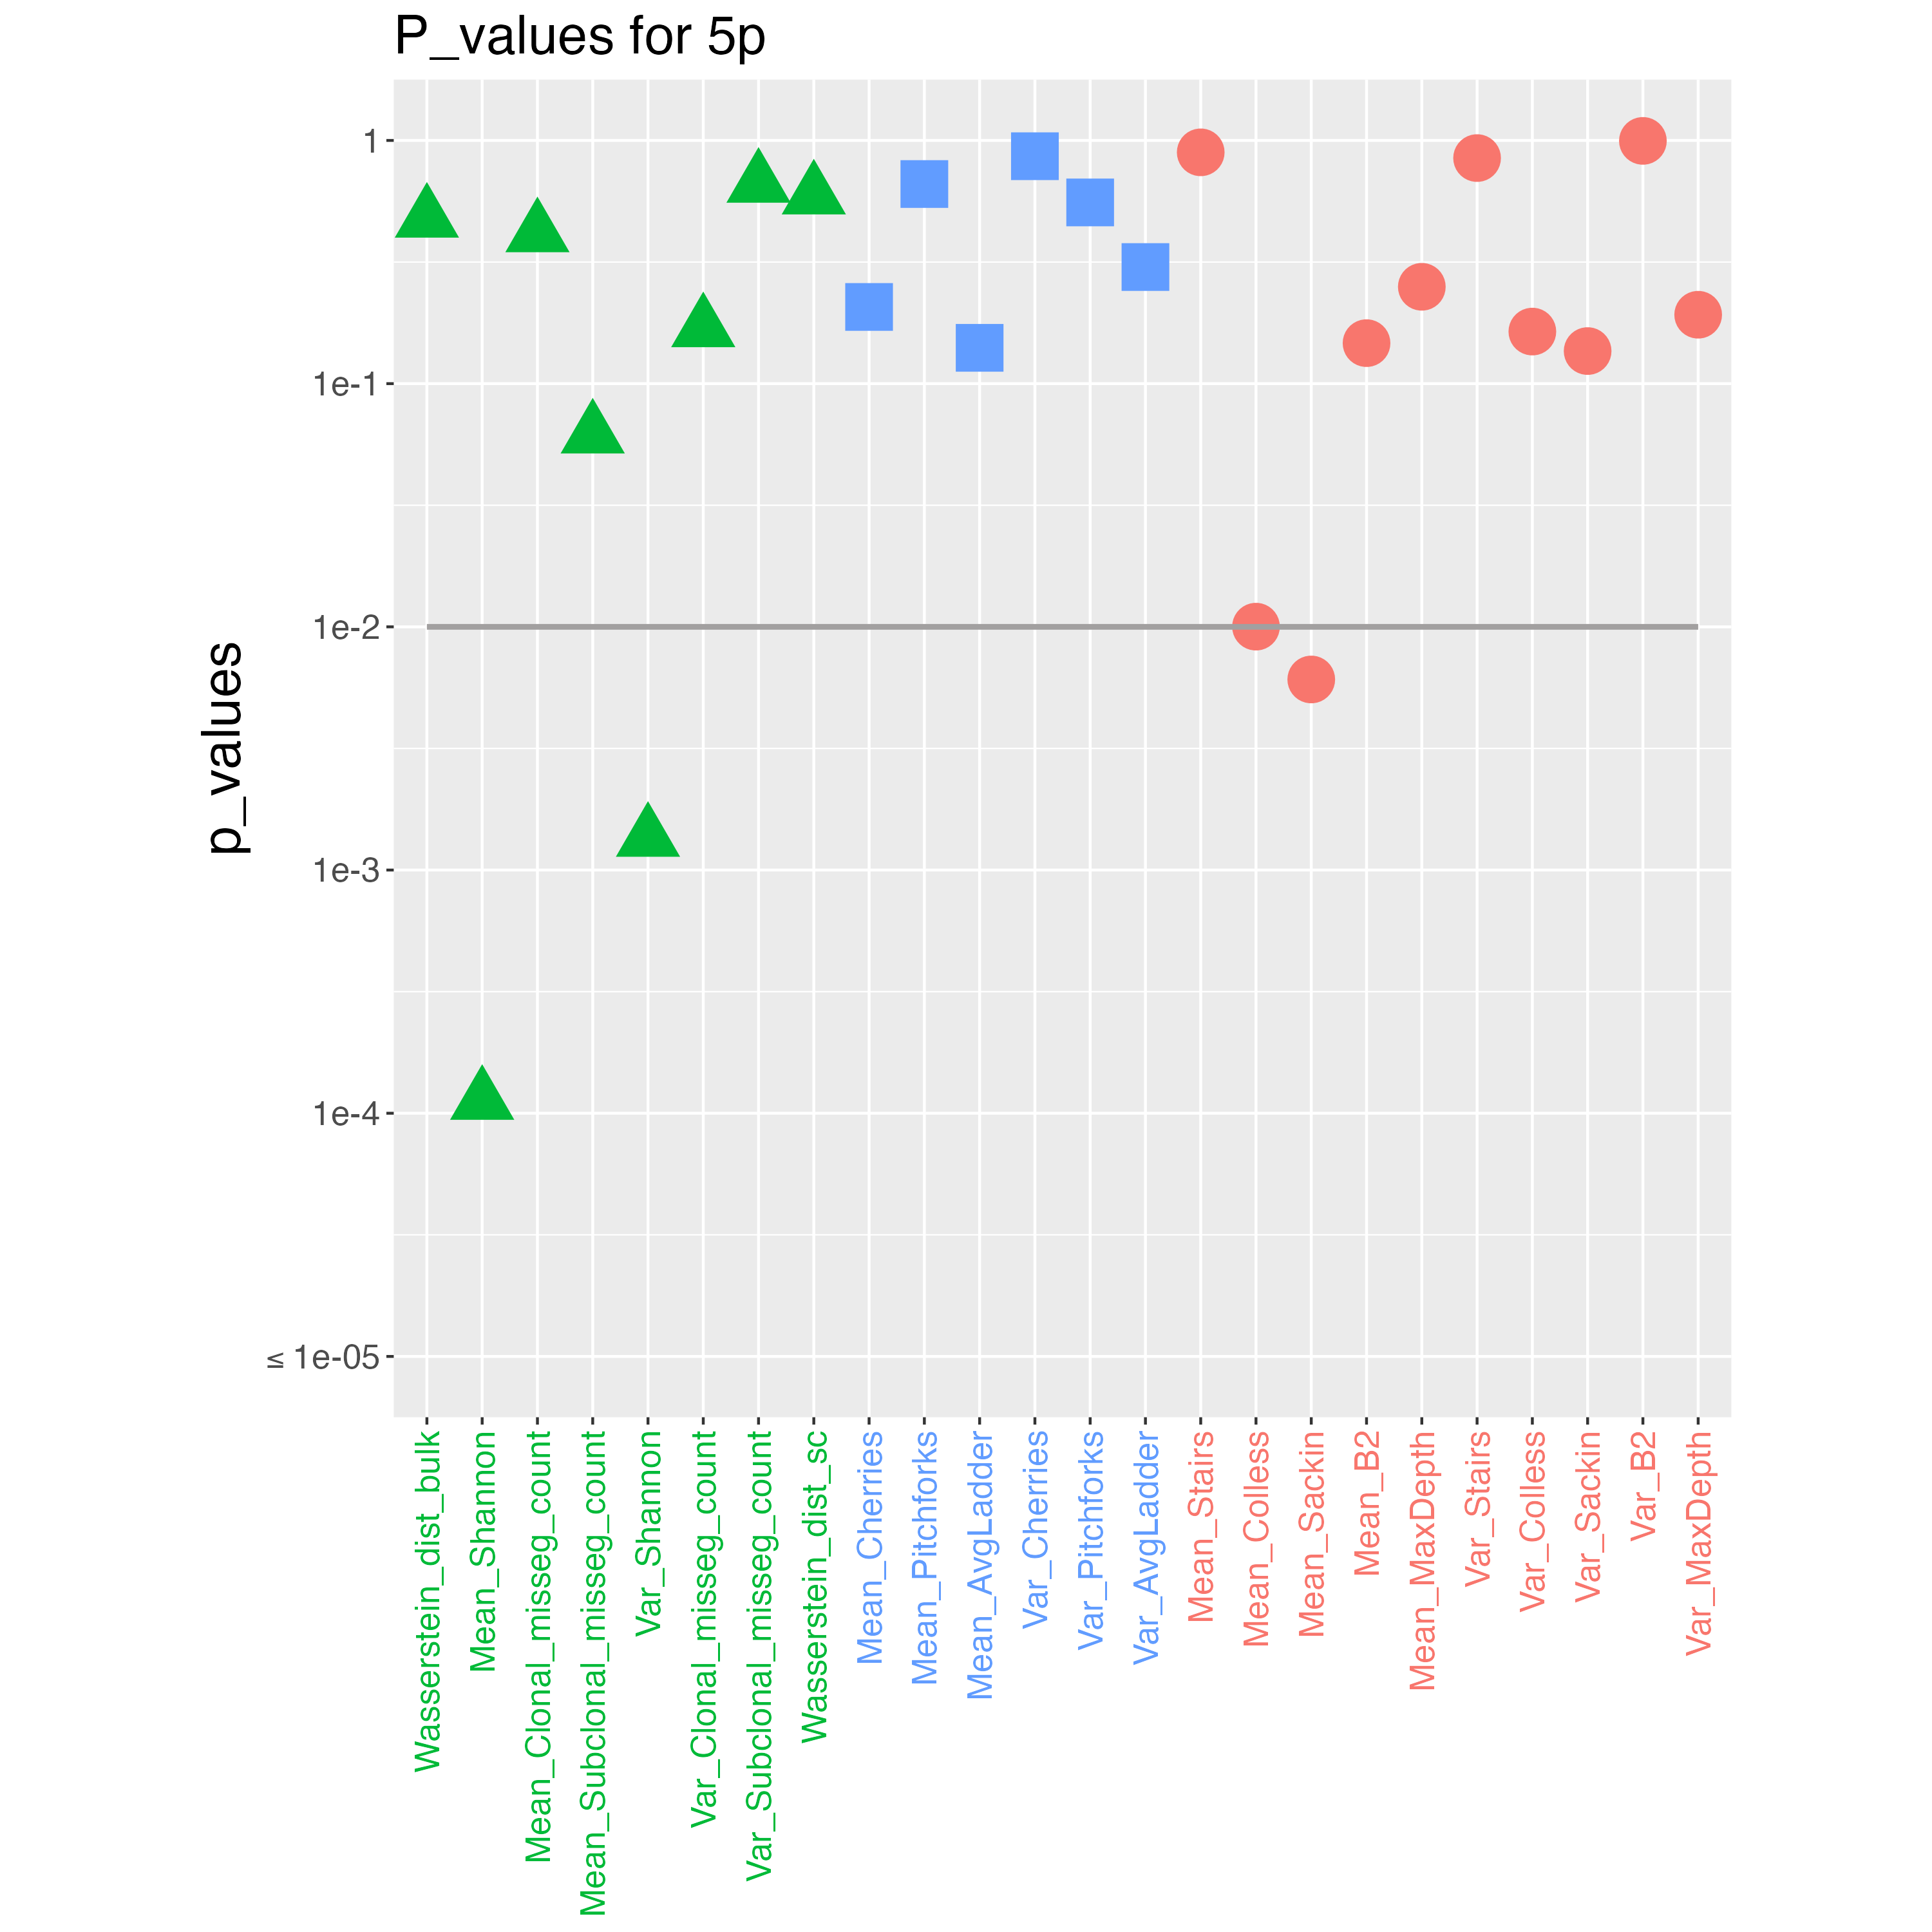 P_values for 5p
p_values
1
1e-1
1e-2
1e-3
1e-4
≤ 1e-05
Wasserstein_dist_bulk
Mean_Shannon
Mean_Clonal_misseg_count
Mean_Subclonal_misseg_count
Var_Shannon
Var_Clonal_misseg_count
Var_Subclonal_misseg_count
Wasserstein_dist_sc
Mean_Cherries
Mean_Pitchforks
Mean_AvgLadder
Var_Cherries
Var_Pitchforks
Var_AvgLadder
Mean_Stairs
Mean_Colless
Mean_Sackin
Mean_B2
Mean_MaxDepth
Var_Stairs
Var_Colless
Var_Sackin
Var_B2
Var_MaxDepth